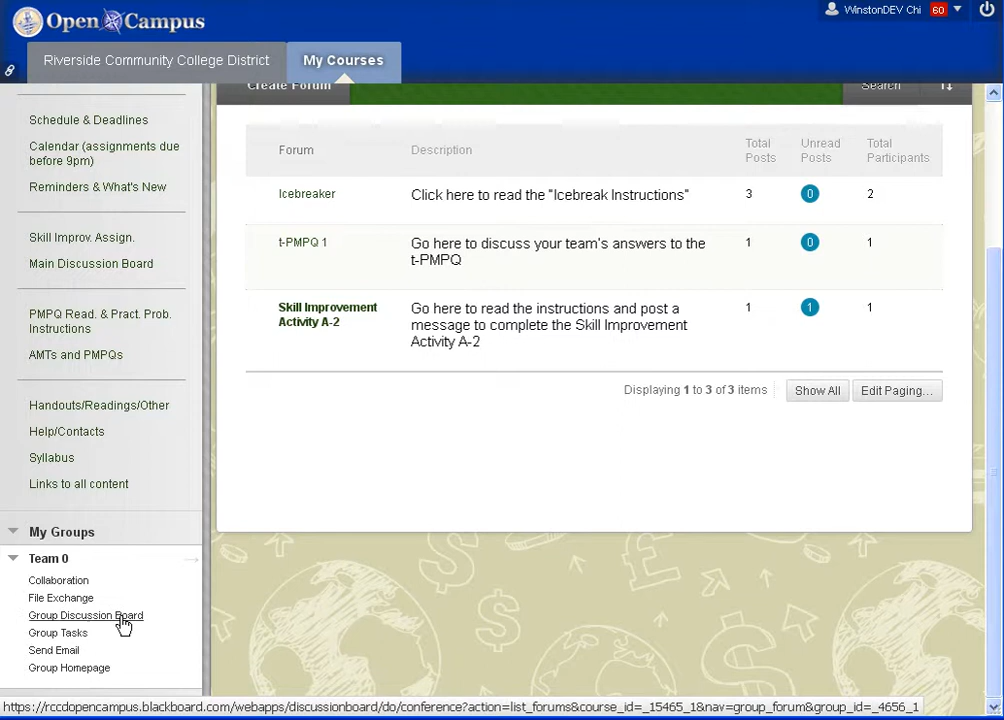 Open Campus
WinstonDEV Chi 60
Riverside Community College District
My Courses
Create Forum
Search
Schedule & Deadlines
Calendar (assignments due
before 9pm)
Reminders & What's New
Skill Improv. Assign.
Main Discussion Board
PMPQ Read. & Pract. Prob.
Instructions
AMTs and PMPQs
Handouts/Readings/Other
Help/Contacts
Syllabus
Links to all content
My Groups
Team 0
Collaboration
File Exchange
Group Discussion Board
Group Tasks
Send Email
Group Homepage
Forum
Description
Total
Posts
Unread
Posts
Total
Participants
Icebreaker
Click here to read the "Icebreak Instructions"
3
0
2
t-PMPQ 1
Go here to discuss your team's answers to the
t-PMPQ
1
0
1
Skill Improvement
Activity A-2
Go here to read the instructions and post a
message to complete the Skill Improvement
Activity A-2
1
1
1
Displaying 1 to 3 of 3 items
Show All
Edit Paging...
https://rccdopencampus.blackboard.com/webapps/discussionboard/do/conference?action=list_forums&course_id=_15465_1&nav=group_forum&group_id=_4656_1